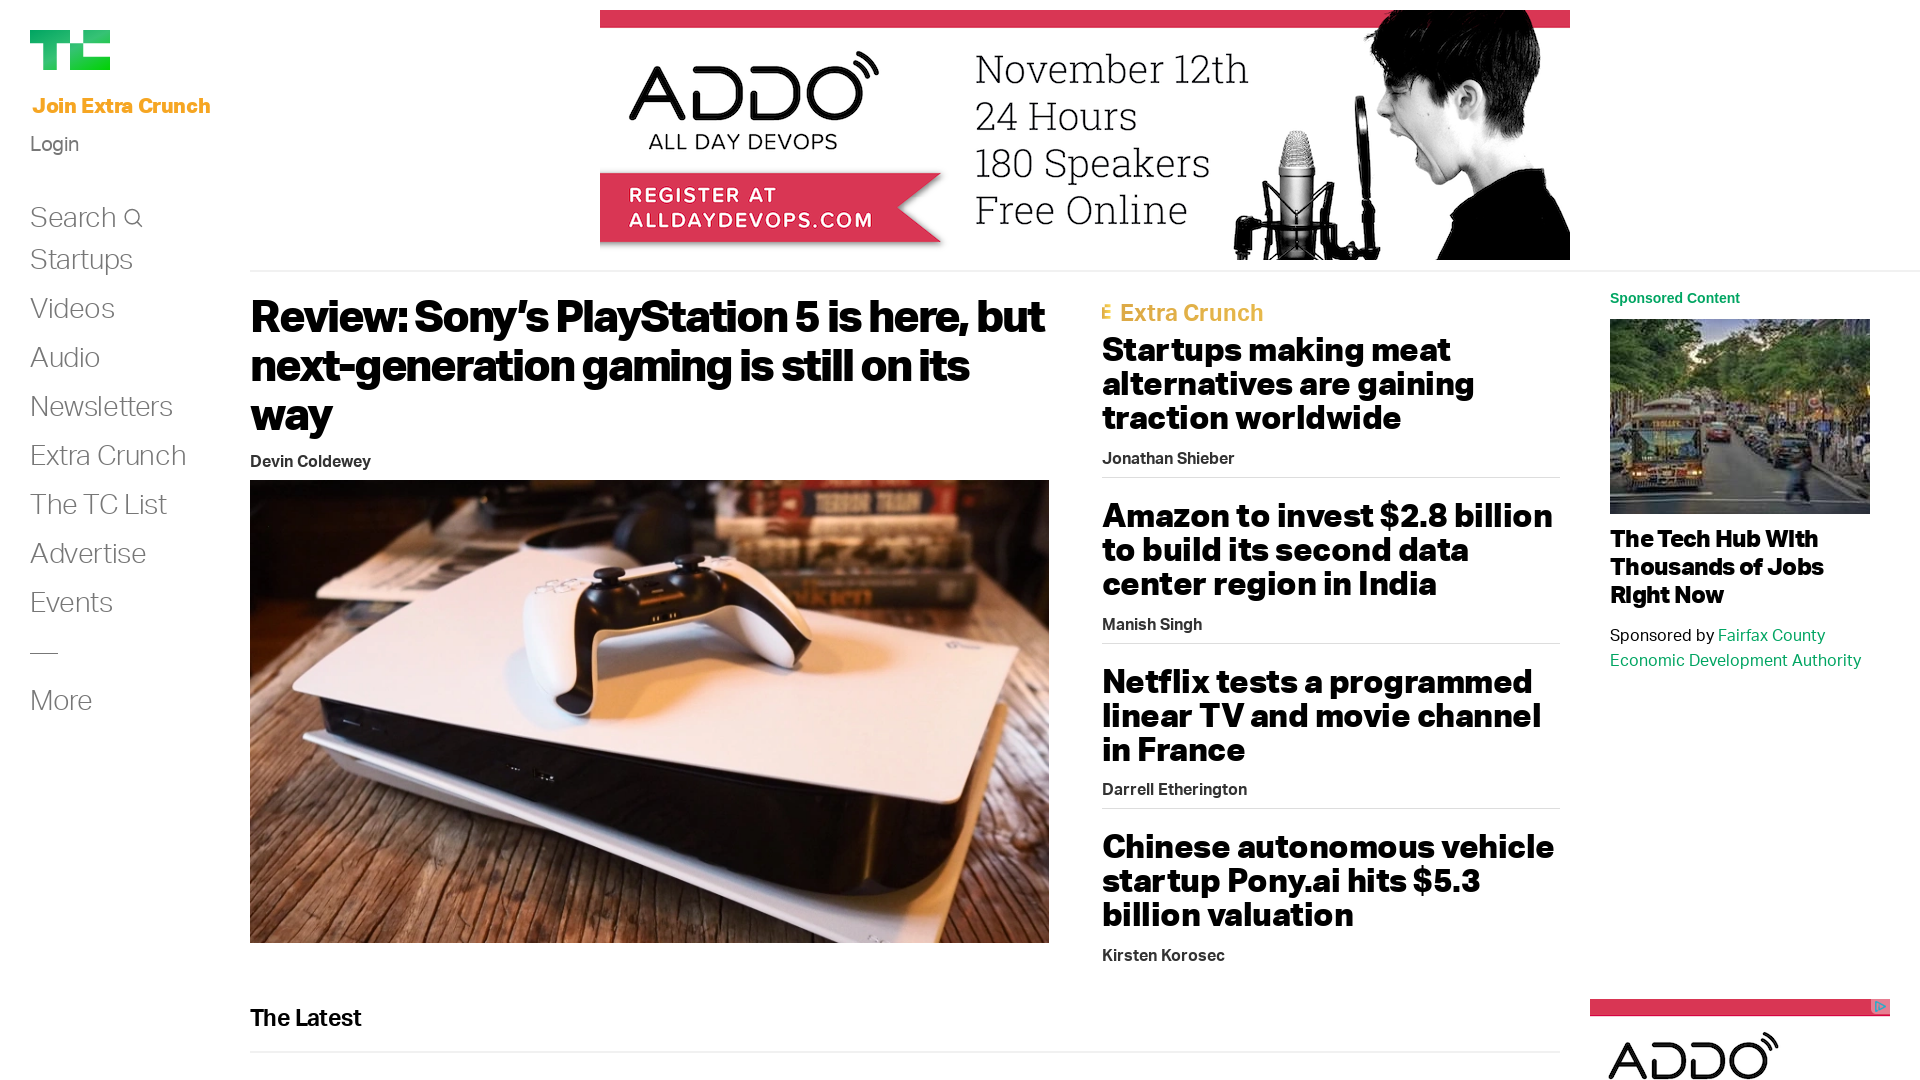 TC
Join Extra Crunch
Login
Search
Startups
Videos
Audio
Newsletters
Extra Crunch
The TC List
Advertise
Events
More
ADDO
ALL DAY DEVOPS
REGISTER AT
ALLDAYDEVOPS.COM
November 12th
24 Hours
180 Speakers
Free Online
Review: Sony’s PlayStation 5 is here, but
next-generation gaming is still on its
way
Devin Coldewey
TERROR TRAIN
Extra Crunch
Startups making meat
alternatives are gaining
traction worldwide
Jonathan Shieber
Amazon to invest $2.8 billion
to build its second data
center region in India
Manish Singh
Netflix tests a programmed
linear TV and movie channel
in France
Darrell Etherington
Chinese autonomous vehicle
startup Pony.ai hits $5.3
billion valuation
Kirsten Korosec
Sponsored Content
TROLLEY
The Tech Hub WIth
Thousands of Jobs
RIght Now
Sponsored by Fairfax County
Economic Development Authority
The Latest
ADDO